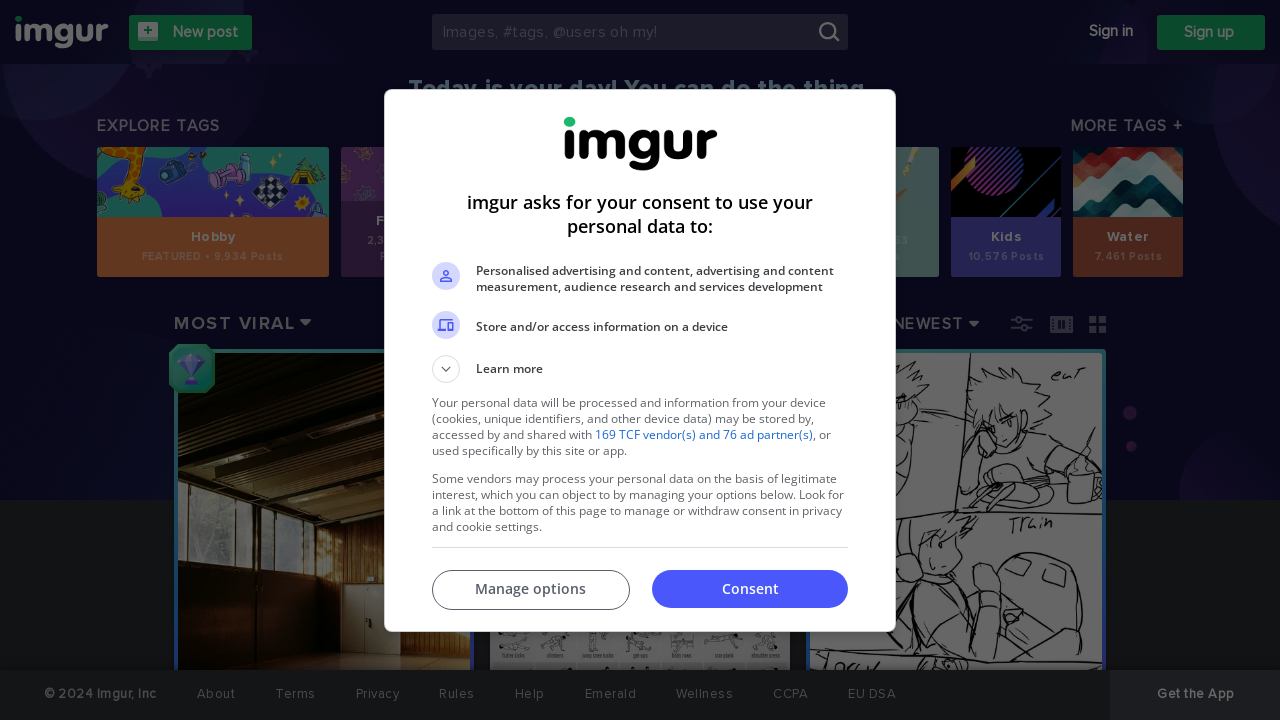 imgur
New post
Images, #tags, @users oh my!
Sign in
Sign up
Today is your day! You can do the thing.
EXPLORE TAGS
MORE TAGS +
Hobby
FEATURED • 9,934 Posts
Kids
10,576 Posts
Water
7,461 Posts
MOST VIRAL
NEWEST
imgur
imgur asks for your consent to use your
personal data to:
Personalised advertising and content, advertising and content
measurement, audience research and services development
Store and/or access information on a device
Learn more
Your personal data will be processed and information from your device
(cookies, unique identifiers, and other device data) may be stored by,
accessed by and shared with 169 TCF vendor(s) and 76 ad partner(s), or
used specifically by this site or app.
Some vendors may process your personal data on the basis of legitimate
interest, which you can object to by managing your options below. Look for
a link at the bottom of this page to manage or withdraw consent in privacy
and cookie settings.
Manage options
Consent
eat
Train
© 2024 Imgur, Inc
About
Terms
Privacy
Rules
Help
Emerald
Wellness
CCPA
EU DSA
Get the App